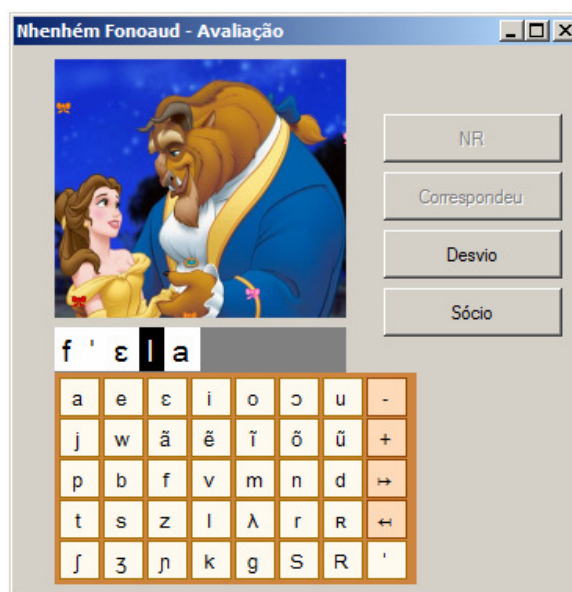 Nhenhém Fonoaud - Avaliação
NR
Correspondeu
Desvio
Sócio
f ' ɛ l a
a e ɛ i o ɔ u -
j w ã ẽ ĩ õ ũ +
p b f v m n d ↦
t s z l λ r ʀ ↤
ʃ ʒ ɲ k g S R '